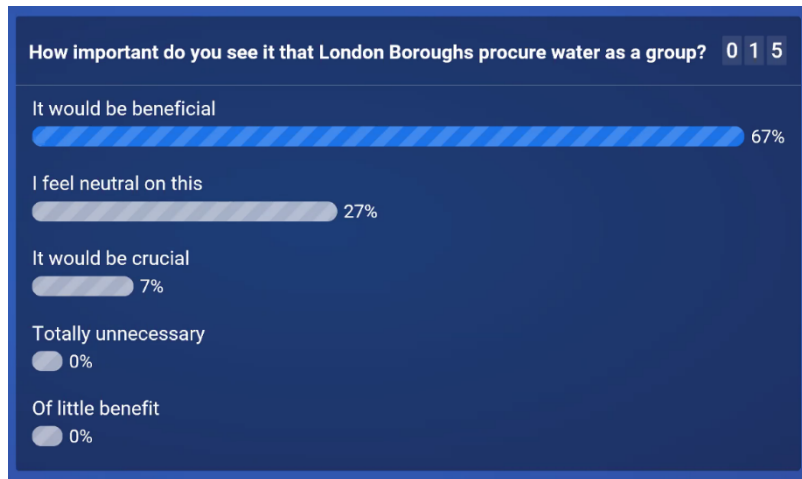 How important do you see it that London Boroughs procure water as a group? 0 1 5
It would be beneficial
67%
I feel neutral on this
27%
It would be crucial
7%
Totally unnecessary
0%
Of little benefit
0%